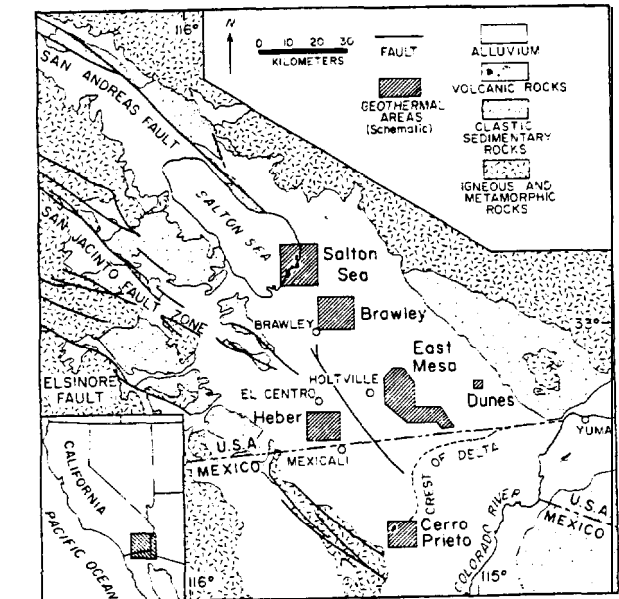 116°
N
0 10 20 30
KILOMETERS
FAULT
GEOTHERMAL
AREAS
(Schematic)
ALLUVIUM
VOLCANIC ROCKS
CLASTIC
SEDIMENTARY
ROCKS
IGNEOUS AND
METAMORPHIC
ROCKS
SAN ANDREAS FAULT
SALTON SEA
Salton
Sea
SAN JACINTO FAULT ZONE
BRAWLEY
Brawley
33°
East
Mesa
ELSINORE
FAULT
EL CENTRO
HOLTVILLE
Dunes
Heber
YUMA
U.S.A.
MEXICO
MEXICALI
CREST OF DELTA
CALIFORNIA
PACIFIC OCEAN
Cerro
Prieto
COLORADO RIVER
U.S.A.
MEXICO
116°
115°